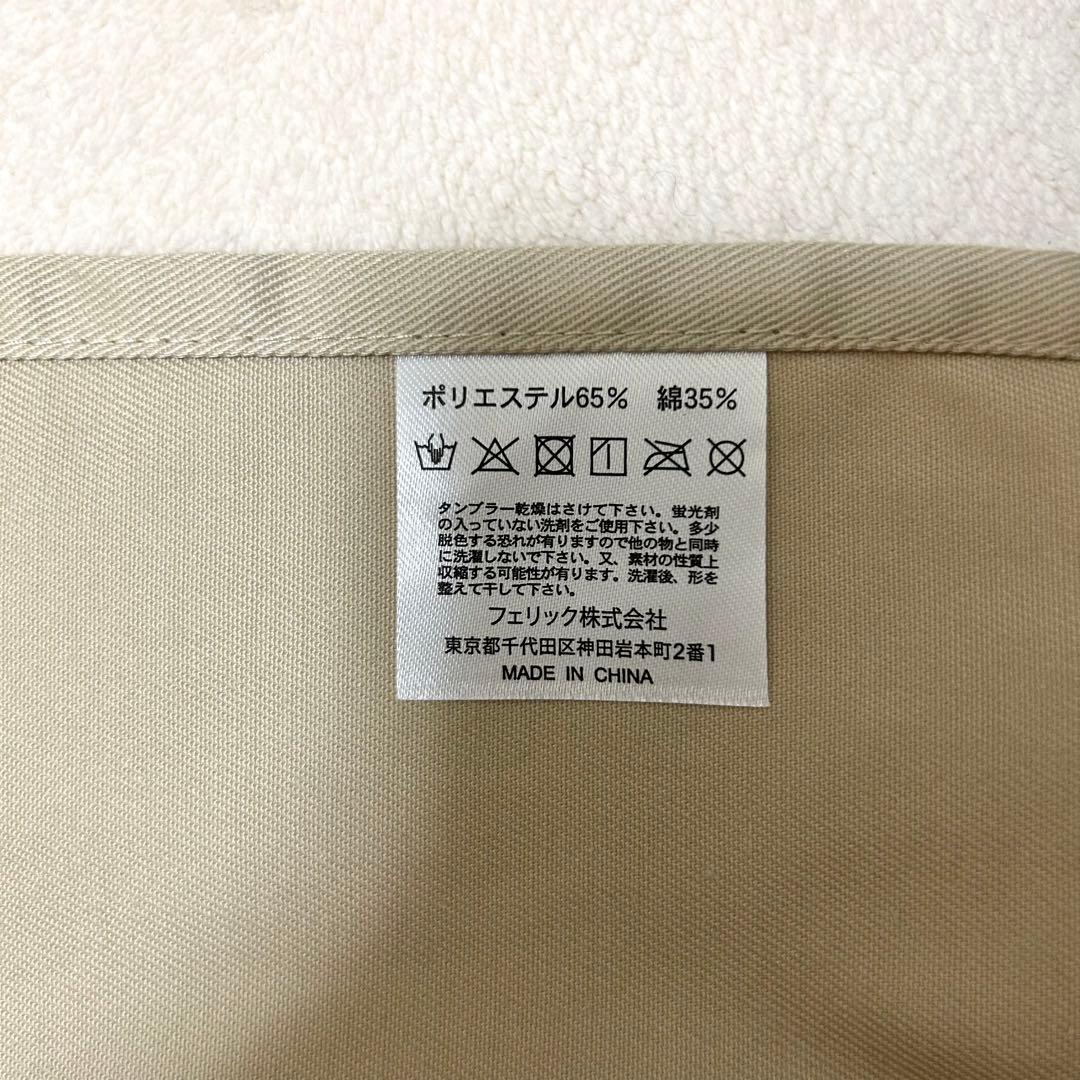 ポリエステル65% 綿35%
タンブラー乾燥はさけて下さい。蛍光剤
の入っていない洗剤をご使用下さい。多少
脱色する恐れが有りますので他の物と同時
に洗濯しないで下さい。又、素材の性質上
収縮する可能性が有ります。洗濯後、形を
整えて干して下さい。
フェリック株式会社
東京都千代田区神田岩本町2番1
MADE IN CHINA